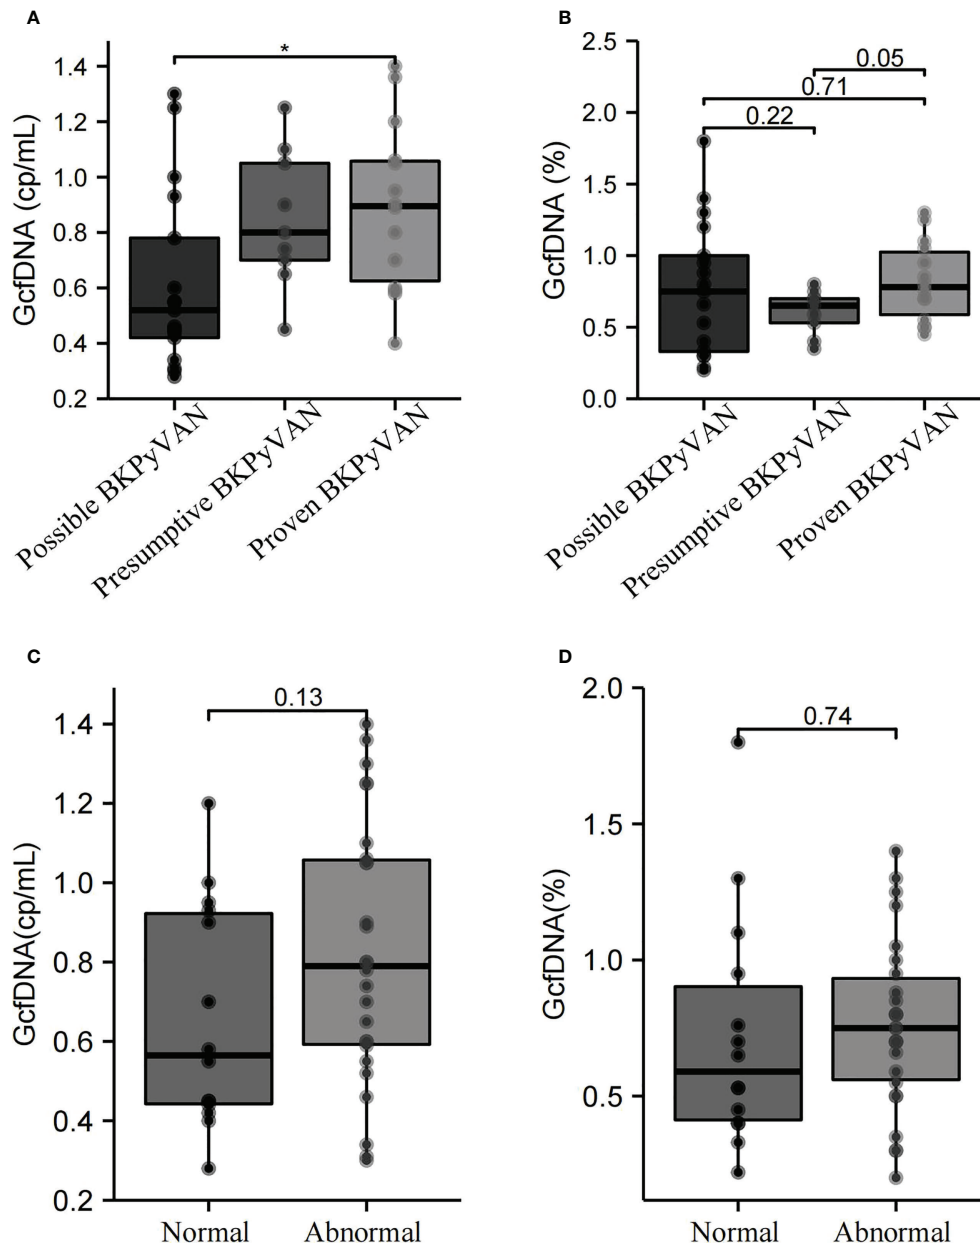 A
GcfDNA (cp/mL)
1.4
1.2
1.0
0.8
0.6
0.4
0.2
*
Possible BKPyVAN
Presumptive BKPyVAN
Proven BKPyVAN
B
GcfDNA (%)
2.5
2.0
1.5
1.0
0.5
0.0
0.05
0.71
0.22
Possible BKPyVAN
Presumptive BKPyVAN
Proven BKPyVAN
C
GcfDNA(cp/mL)
1.4
1.2
1.0
0.8
0.6
0.4
0.2
0.13
Normal Abnormal
D
GcfDNA(%)
2.0
1.5
1.0
0.5
0.74
Normal Abnormal